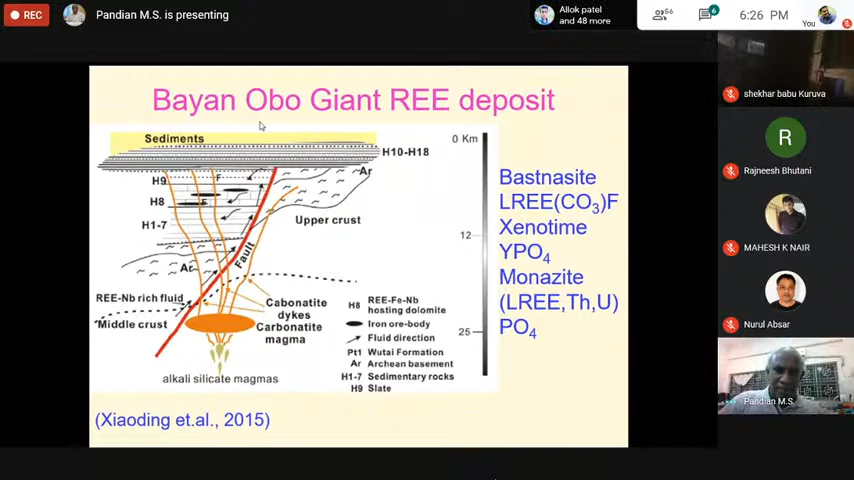 REC
Pandian M.S. is presenting
Allok patel
and 48 more
56
6
6:26 PM
You
Bayan Obo Giant REE deposit
Sediments
0 Km
H10-H18
H9
F
Ar
H8
F
Upper crust
H1-7
12
Fault
Ar
REE-Nb rich fluid
Cabonatite
dykes
Middle crust
Carbonatite
magma
25
alkali silicate magmas
H8 REE-Fe-Nb
hosting dolomite
Iron ore-body
Fluid direction
Pt1 Wutai Formation
Ar Archean basement
H1-7 Sedimentary rocks
H9 Slate
Bastnasite
LREE(CO3)F
Xenotime
YPO4
Monazite
(LREE,Th,U)
PO4
(Xiaoding et.al., 2015)
shekhar babu Kuruva
R
Rajneesh Bhutani
MAHESH K NAIR
Nurul Absar
Pandian M.S.